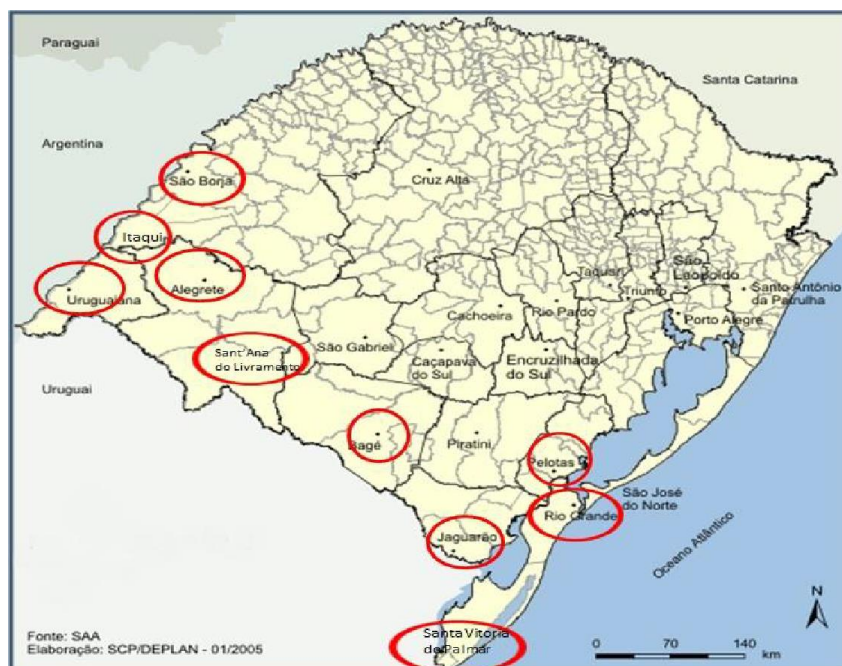 Paraguai
Santa Catarina
Argentina
São Borja
Cruz Alta
Itaqui
Uruguaiana
Alegrete
Taquari
São
Leopoldo
Santo Antônio
da Patrulha
Triunfo
Cachoeira
Rio Pardo
Porto Alegre
São Gabriel
Sant'Ana
do Livramento
Caçapava
do Sul
Encruzilhada
do Sul
Uruguai
Bagé
Piratini
Pelotas
São José
do Norte
Rio Grande
Jaguarão
Oceano Atlântico
N
Santa Vitória
do Palmar
Fonte: SAA
Elaboração: SCP/DEPLAN - 01/2005
0 70 140
km